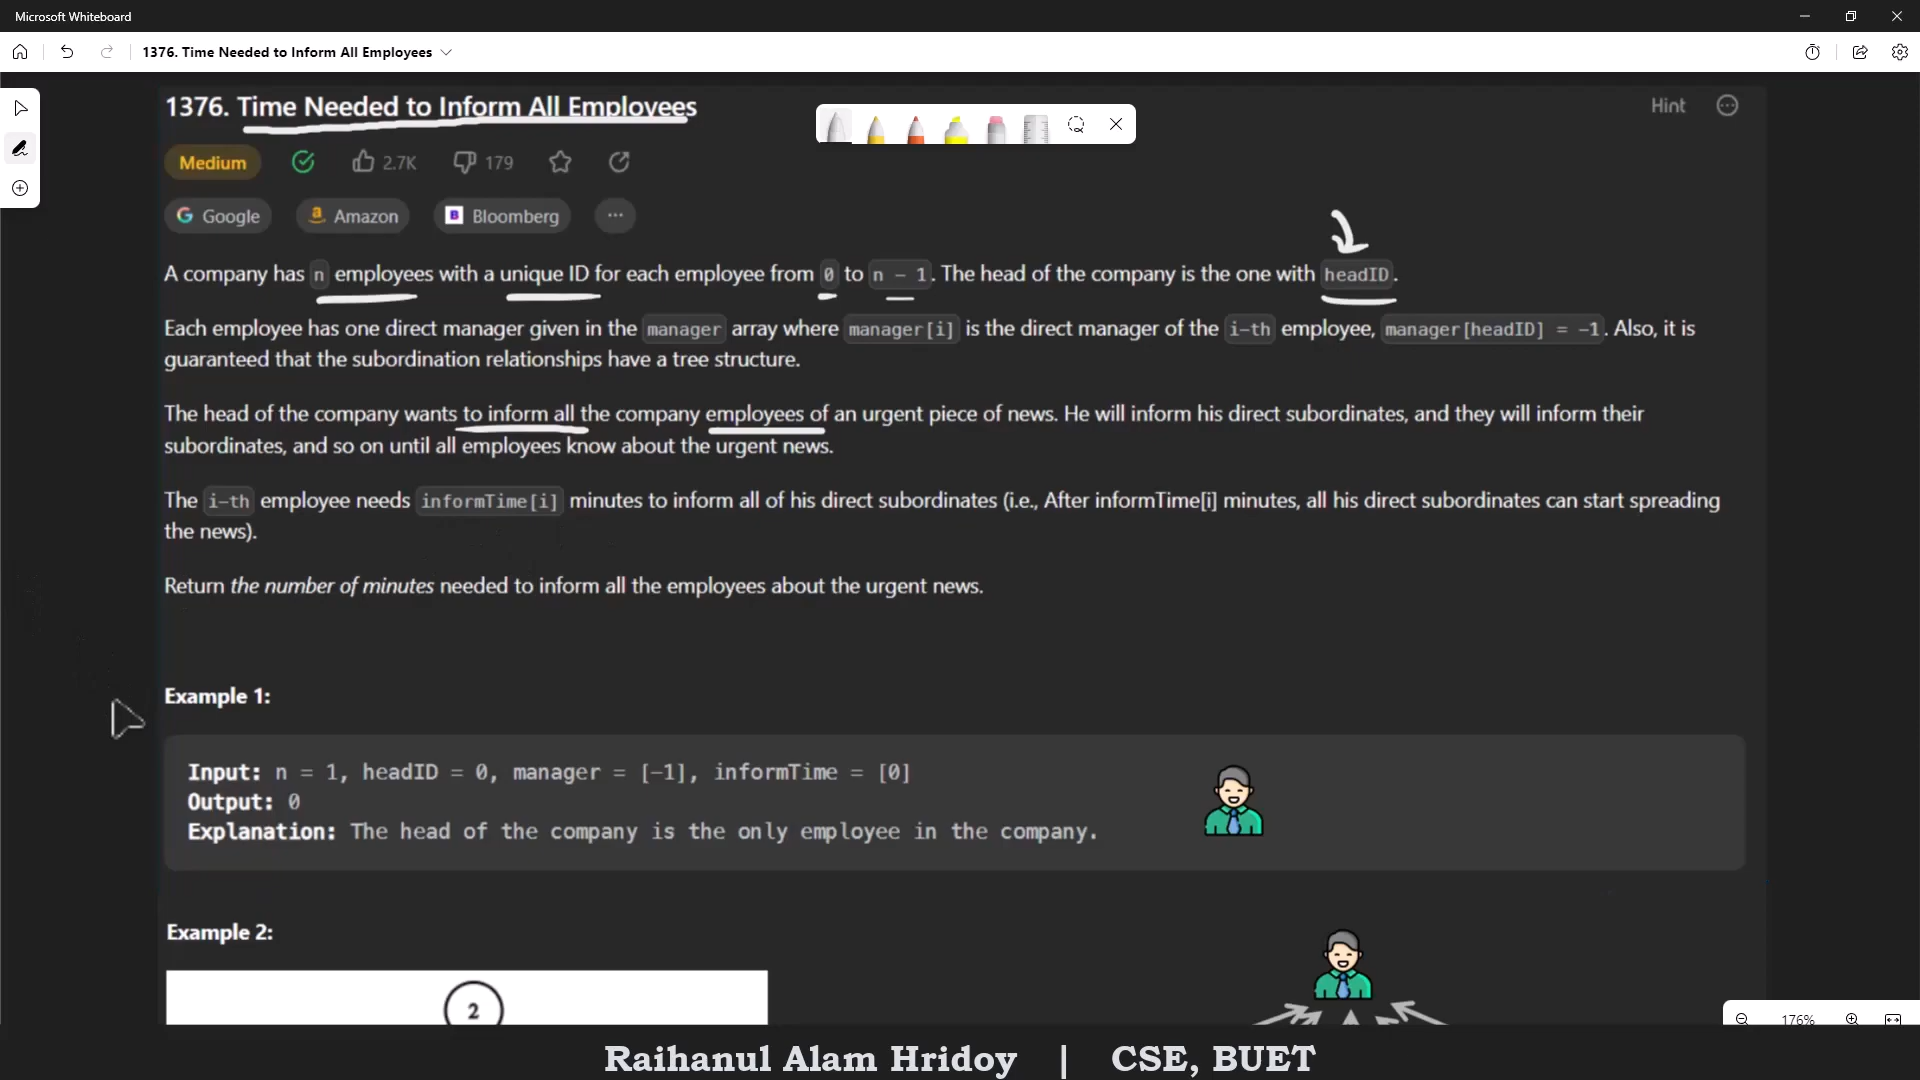 Microsoft Whiteboard
1376. Time Needed to Inform All Employees
1376. Time Needed to Inform All Employees
Hint
Medium 2.7K 179
Google Amazon Bloomberg ...
A company has n employees with a unique ID for each employee from 0 to n - 1. The head of the company is the one with headID.
Each employee has one direct manager given in the manager array where manager[i] is the direct manager of the i-th employee, manager[headID] = -1. Also, it is
guaranteed that the subordination relationships have a tree structure.
The head of the company wants to inform all the company employees of an urgent piece of news. He will inform his direct subordinates, and they will inform their
subordinates, and so on until all employees know about the urgent news.
The i-th employee needs informTime[i] minutes to inform all of his direct subordinates (i.e., After informTime[i] minutes, all his direct subordinates can start spreading
the news).
Return the number of minutes needed to inform all the employees about the urgent news.
Example 1:
Input: n = 1, headID = 0, manager = [-1], informTime = [0]
Output: 0
Explanation: The head of the company is the only employee in the company.
Example 2:
2
176%
Raihanul Alam Hridoy | CSE, BUET